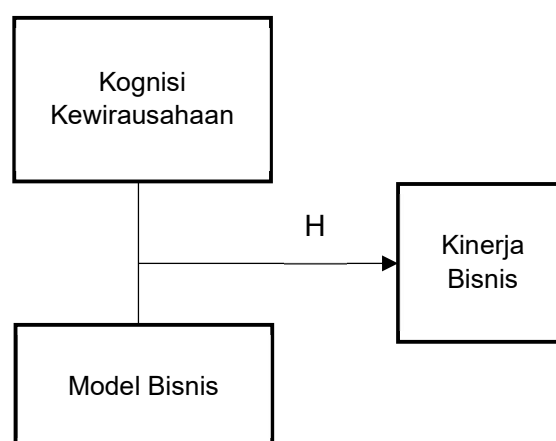 Kognisi
Kewirausahaan
H
Kinerja
Bisnis
Model Bisnis